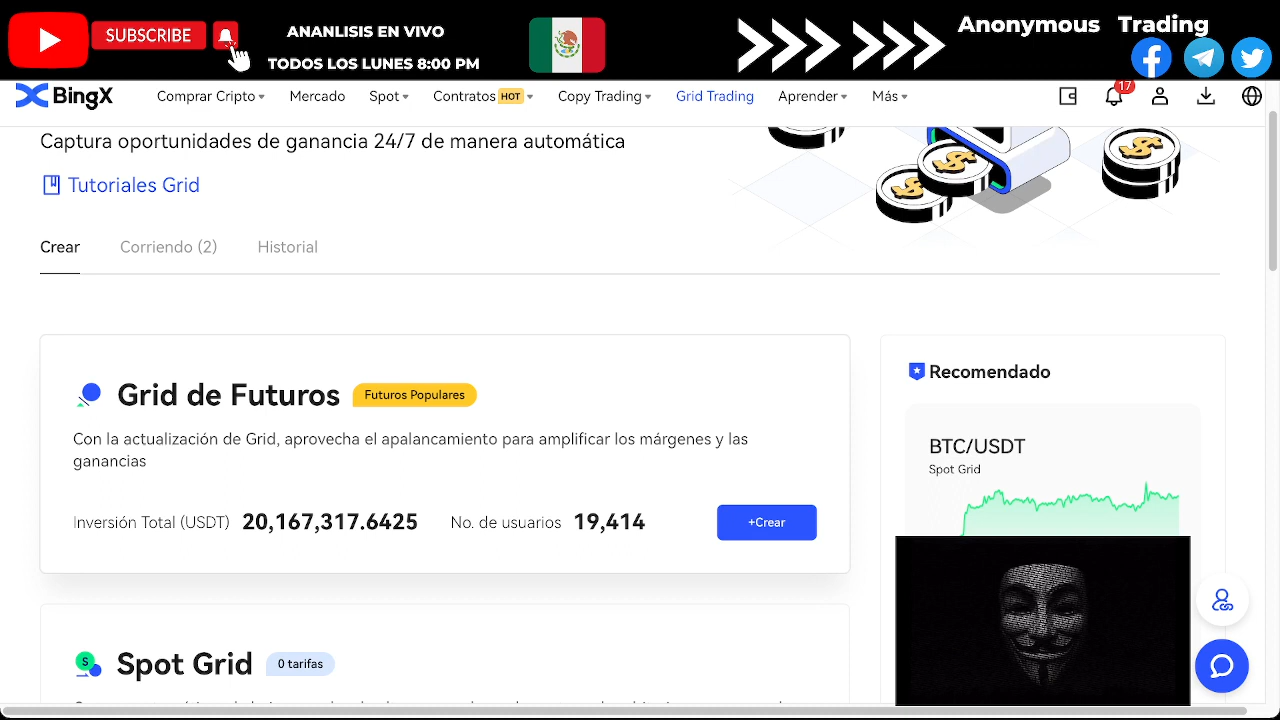 SUBSCRIBE
ANANLISIS EN VIVO
TODOS LOS LUNES 8:00 PM
Anonymous Trading
BingX
Comprar Cripto
Mercado
Spot
Contratos HOT
Copy Trading
Grid Trading
Aprender
Más
17
Captura oportunidades de ganancia 24/7 de manera automática
Tutoriales Grid
Crear
Corriendo (2)
Historial
Grid de Futuros
Futuros Populares
Con la actualización de Grid, aprovecha el apalancamiento para amplificar los márgenes y las
ganancias
Inversión Total (USDT) 20,167,317.6425
No. de usuarios 19,414
+Crear
Recomendado
BTC/USDT
Spot Grid
Spot Grid
0 tarifas